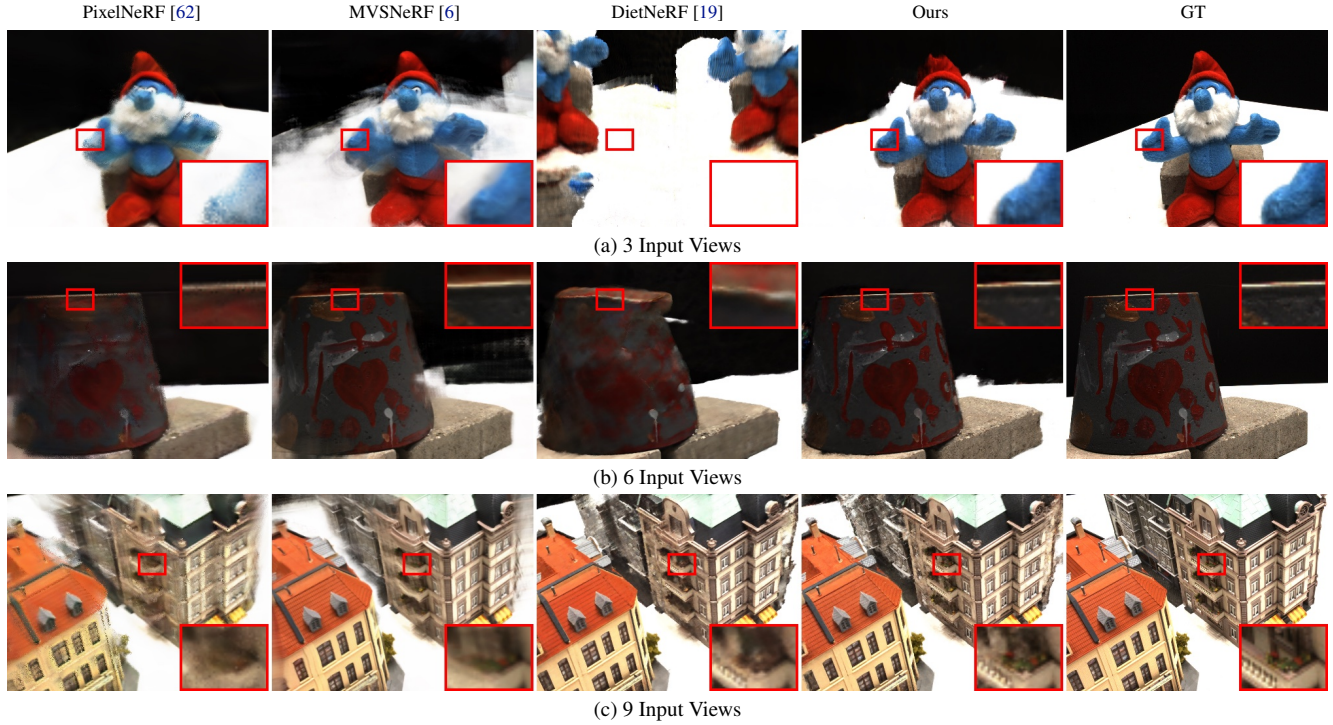 PixelNeRF [62] MVSNeRF [6] DietNeRF [19] Ours GT
(a) 3 Input Views
(b) 6 Input Views
(c) 9 Input Views